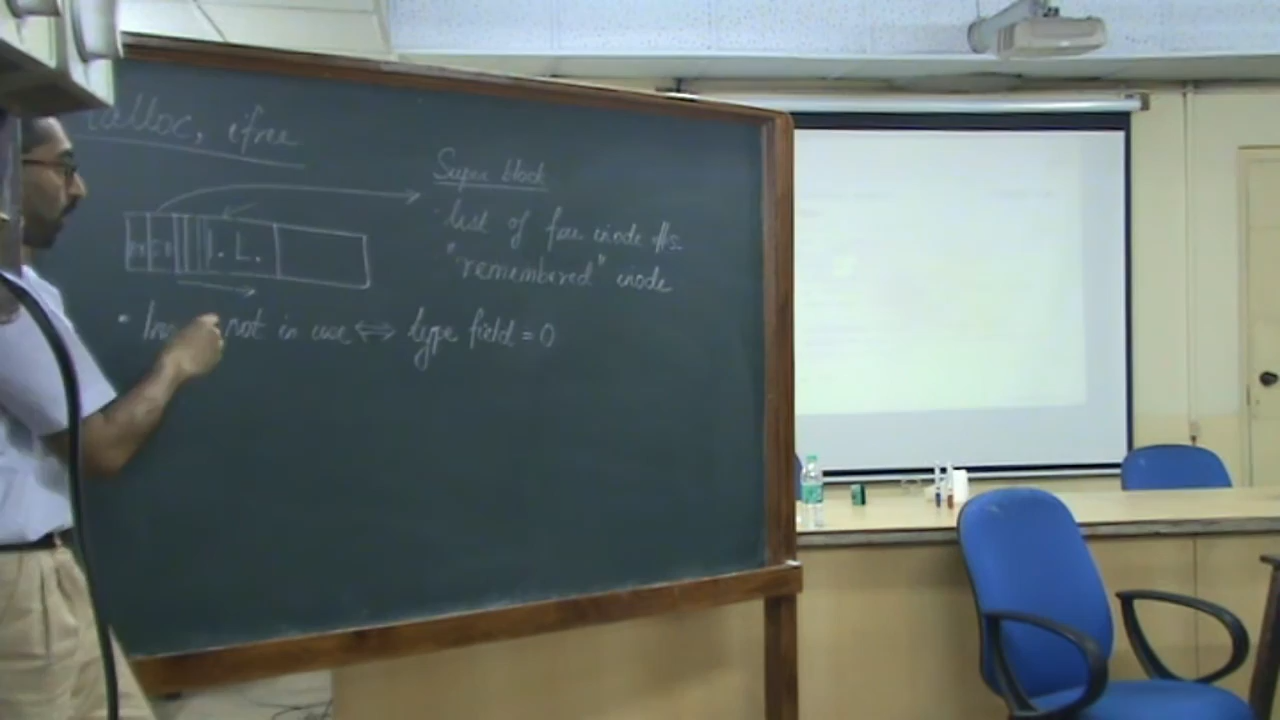 ialloc, ifree
Super block
list of free inode #s.
"remembered" inode
I.L.
• not in use ⟺ type field = 0